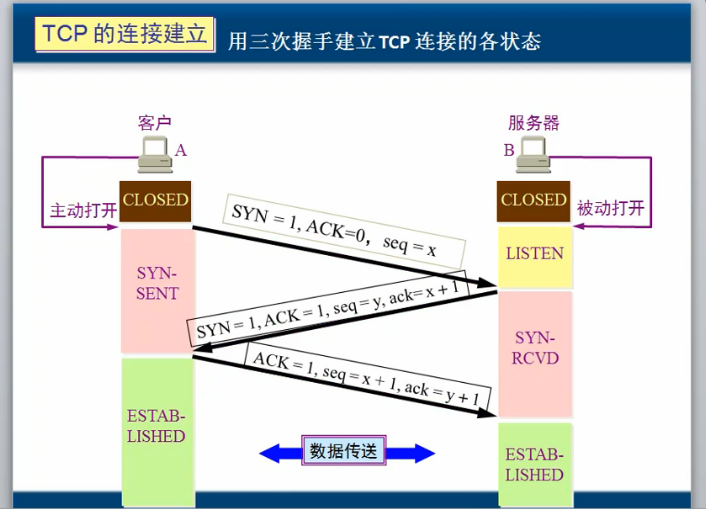 TCP 的连接建立
用三次握手建立TCP 连接的各状态
客户
服务器
A
B
CLOSED
CLOSED
主动打开
被动打开
SYN = 1, ACK=0，seq = x
LISTEN
SYN-
SENT
SYN = 1, ACK = 1, seq = y, ack= x + 1
SYN-
RCVD
ACK = 1, seq = x + 1, ack = y + 1
ESTAB-
LISHED
数据传送
ESTAB-
LISHED